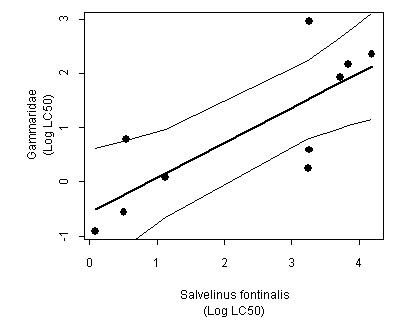 Gammaridae
(Log LC50)
3
2
1
0
-1
0 1 2 3 4
Salvelinus fontinalis
(Log LC50)